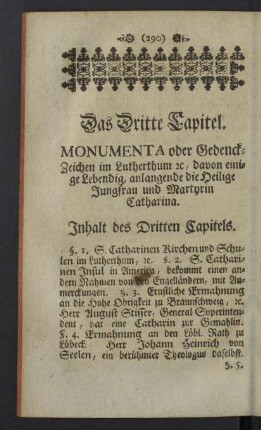 (290)
Das Dritte Capitel.
MONUMENTA oder Gedenck-
Zeichen im Lutherthum ꝛc, davon eini-
ge Lebendig, anlangende die Heilige
Jungfrau und Martyrin
Catharina.
Inhalt des Dritten Capitels.
§. 1, S. Catharinen Kirchen und Schu-
len im Lutherthum, ꝛc. §. 2. S. Cathari-
nen Insul in America, bekommt einen an-
dern Nahmen von den Engelländern, mit An-
merckungen. §. 3. Ernstliche Ermahnung
an die Hohe Obrigkeit zu Braunschweig, ꝛc.
Herr August Stisser, General Superinten-
dent, hat eine Catharin zur Gemahlin.
§. 4. Ermahnung an den Löbl. Rath zu
Lübeck. Herr Johann Heinrich von
Seelen, ein berühmter Theologus daselbst.
§. 5.